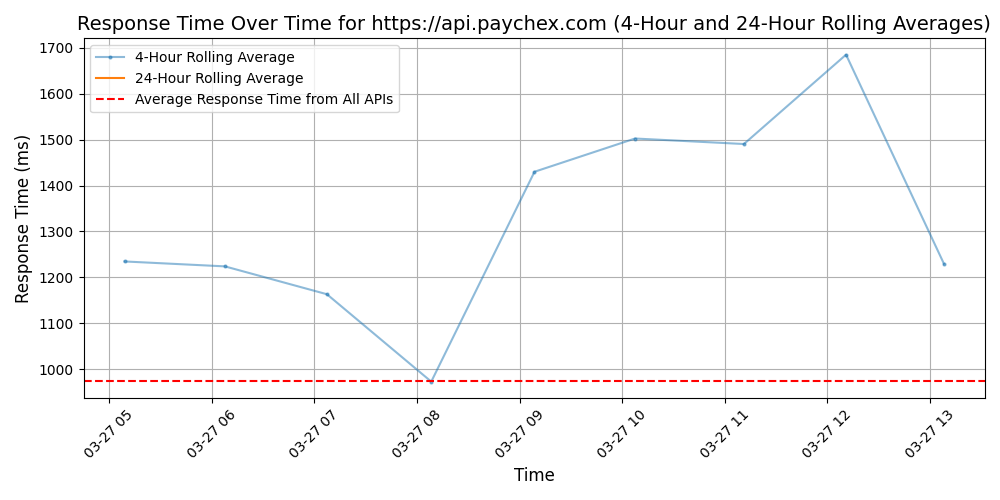 Response Time Over Time for https://api.paychex.com (4-Hour and 24-Hour Rolling Averages)
4-Hour Rolling Average
24-Hour Rolling Average
Average Response Time from All APIs
Response Time (ms)
1700
1600
1500
1400
1300
1200
1100
1000
03-27 05
03-27 06
03-27 07
03-27 08
03-27 09
03-27 10
03-27 11
03-27 12
03-27 13
Time